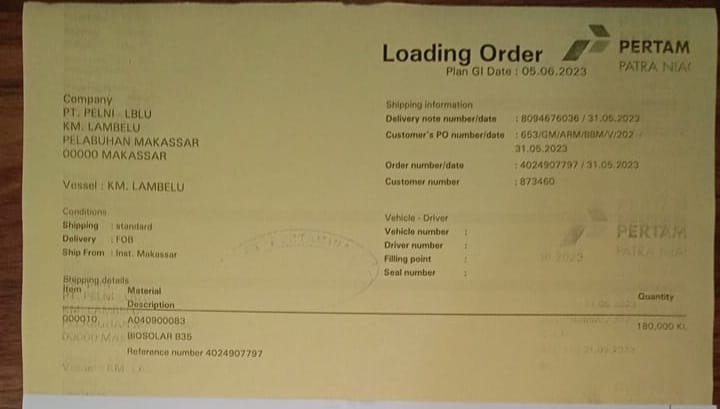 Loading Order
Plan GI Date : 05.06.2023
PERTAM
PATRA NIAG
Company
PT. PELNI LBLU
KM. LAMBELU
PELABUHAN MAKASSAR
00000 MAKASSAR
Vessel : KM. LAMBELU
Shipping information
Delivery note number/date : 8094676036 / 31.05.2023
Customer's PO number/date : 653/GM/ARM/BBM/V/202
31.05.2023
Order number/date : 4024907797 / 31.05.2023
Customer number : 873460
Conditions
Shipping : standard
Delivery : FOB
Ship From : Inst. Makassar
Vehicle - Driver
Vehicle number :
Driver number :
Filling point :
Seal number :
PERTAM
PATRA NIA
Shipping details
Item Material Quantity
Description
000010 A040900083 180,000 KL
BIOSOLAR B35
Reference number 4024907797